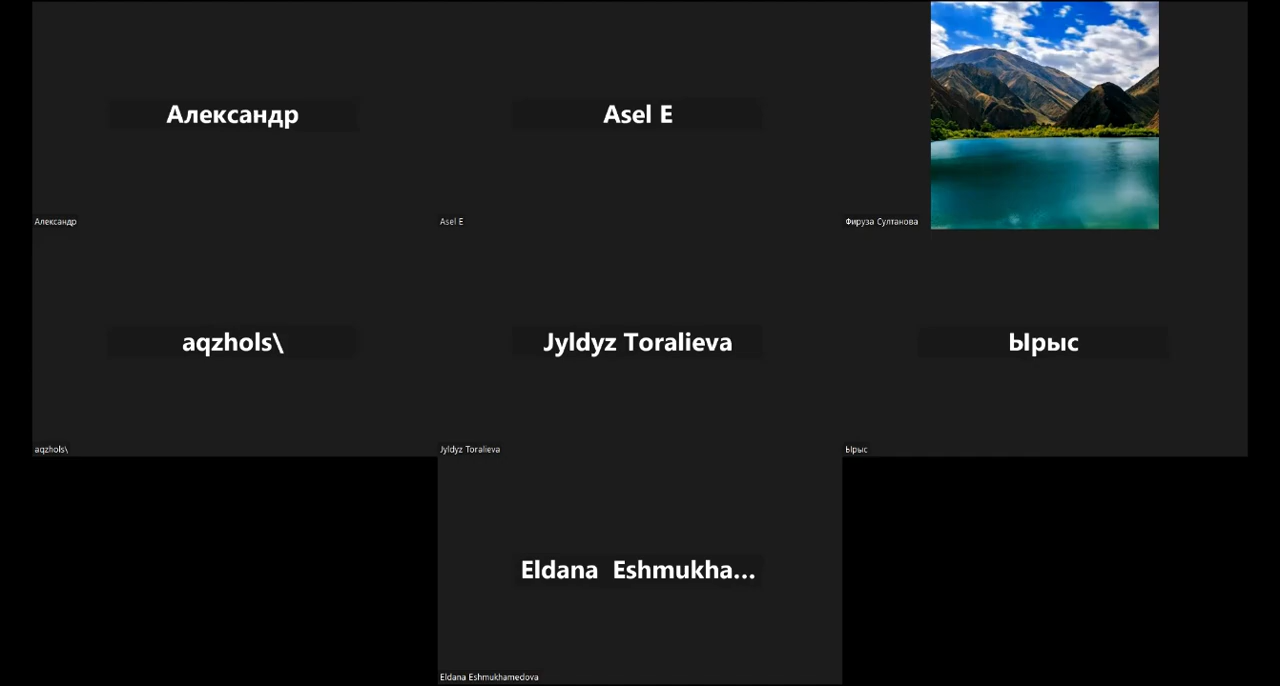 Александр
Asel E
Александр
Asel E
Фируза Султанова
aqzhols\
Jyldyz Toralieva
Ырыс
aqzhols\
Jyldyz Toralieva
Ырыс
Eldana  Eshmukha...
Eldana Eshmukhamedova